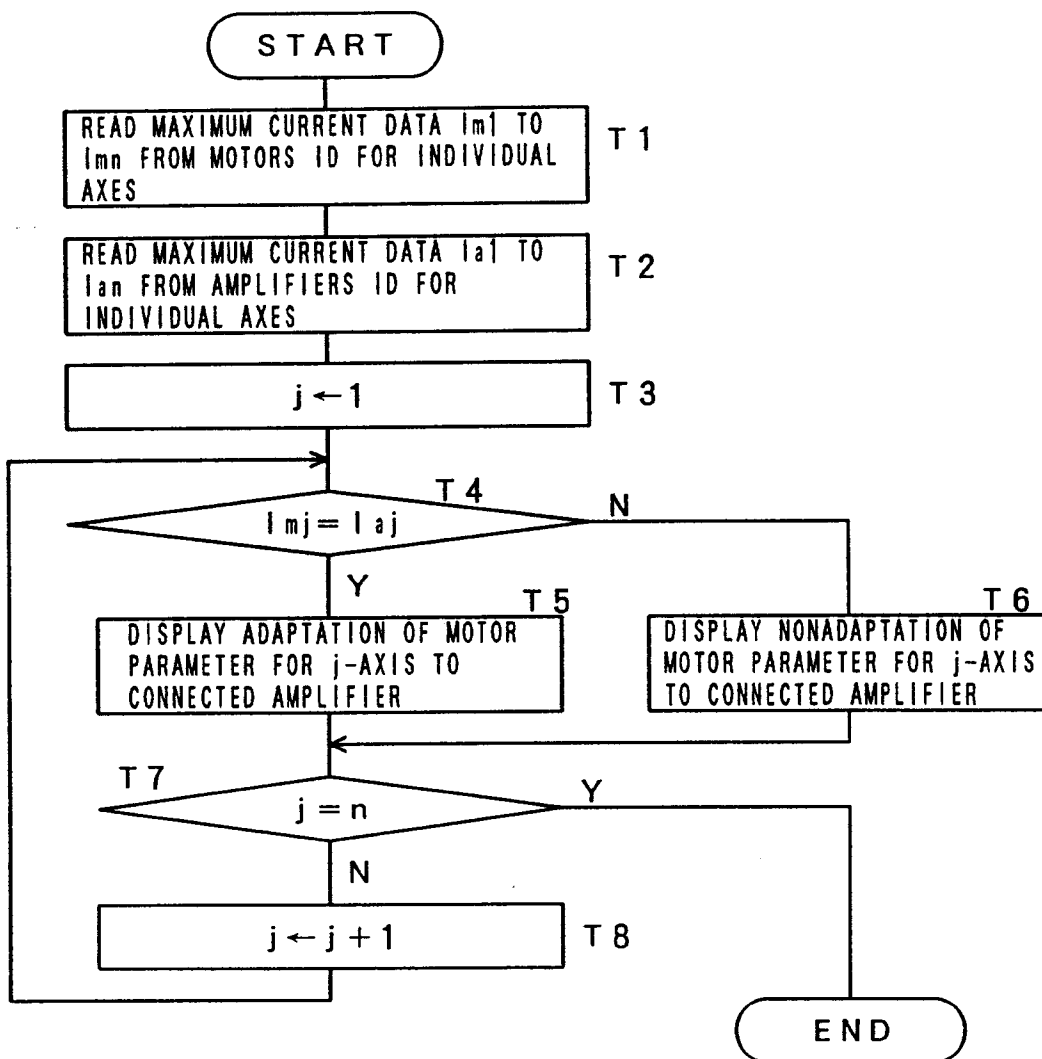 START
READ MAXIMUM CURRENT DATA Im1 TO
Imn FROM MOTORS ID FOR INDIVIDUAL
AXES
T1
READ MAXIMUM CURRENT DATA Ia1 TO
Ian FROM AMPLIFIERS ID FOR
INDIVIDUAL AXES
T2
j←1
T3
T4
Imj=Iaj
N
Y
T5
DISPLAY ADAPTATION OF MOTOR
PARAMETER FOR j-AXIS TO
CONNECTED AMPLIFIER
T6
DISPLAY NONADAPTATION OF
MOTOR PARAMETER FOR j-AXIS
TO CONNECTED AMPLIFIER
T7
j=n
Y
N
j←j+1
T8
END